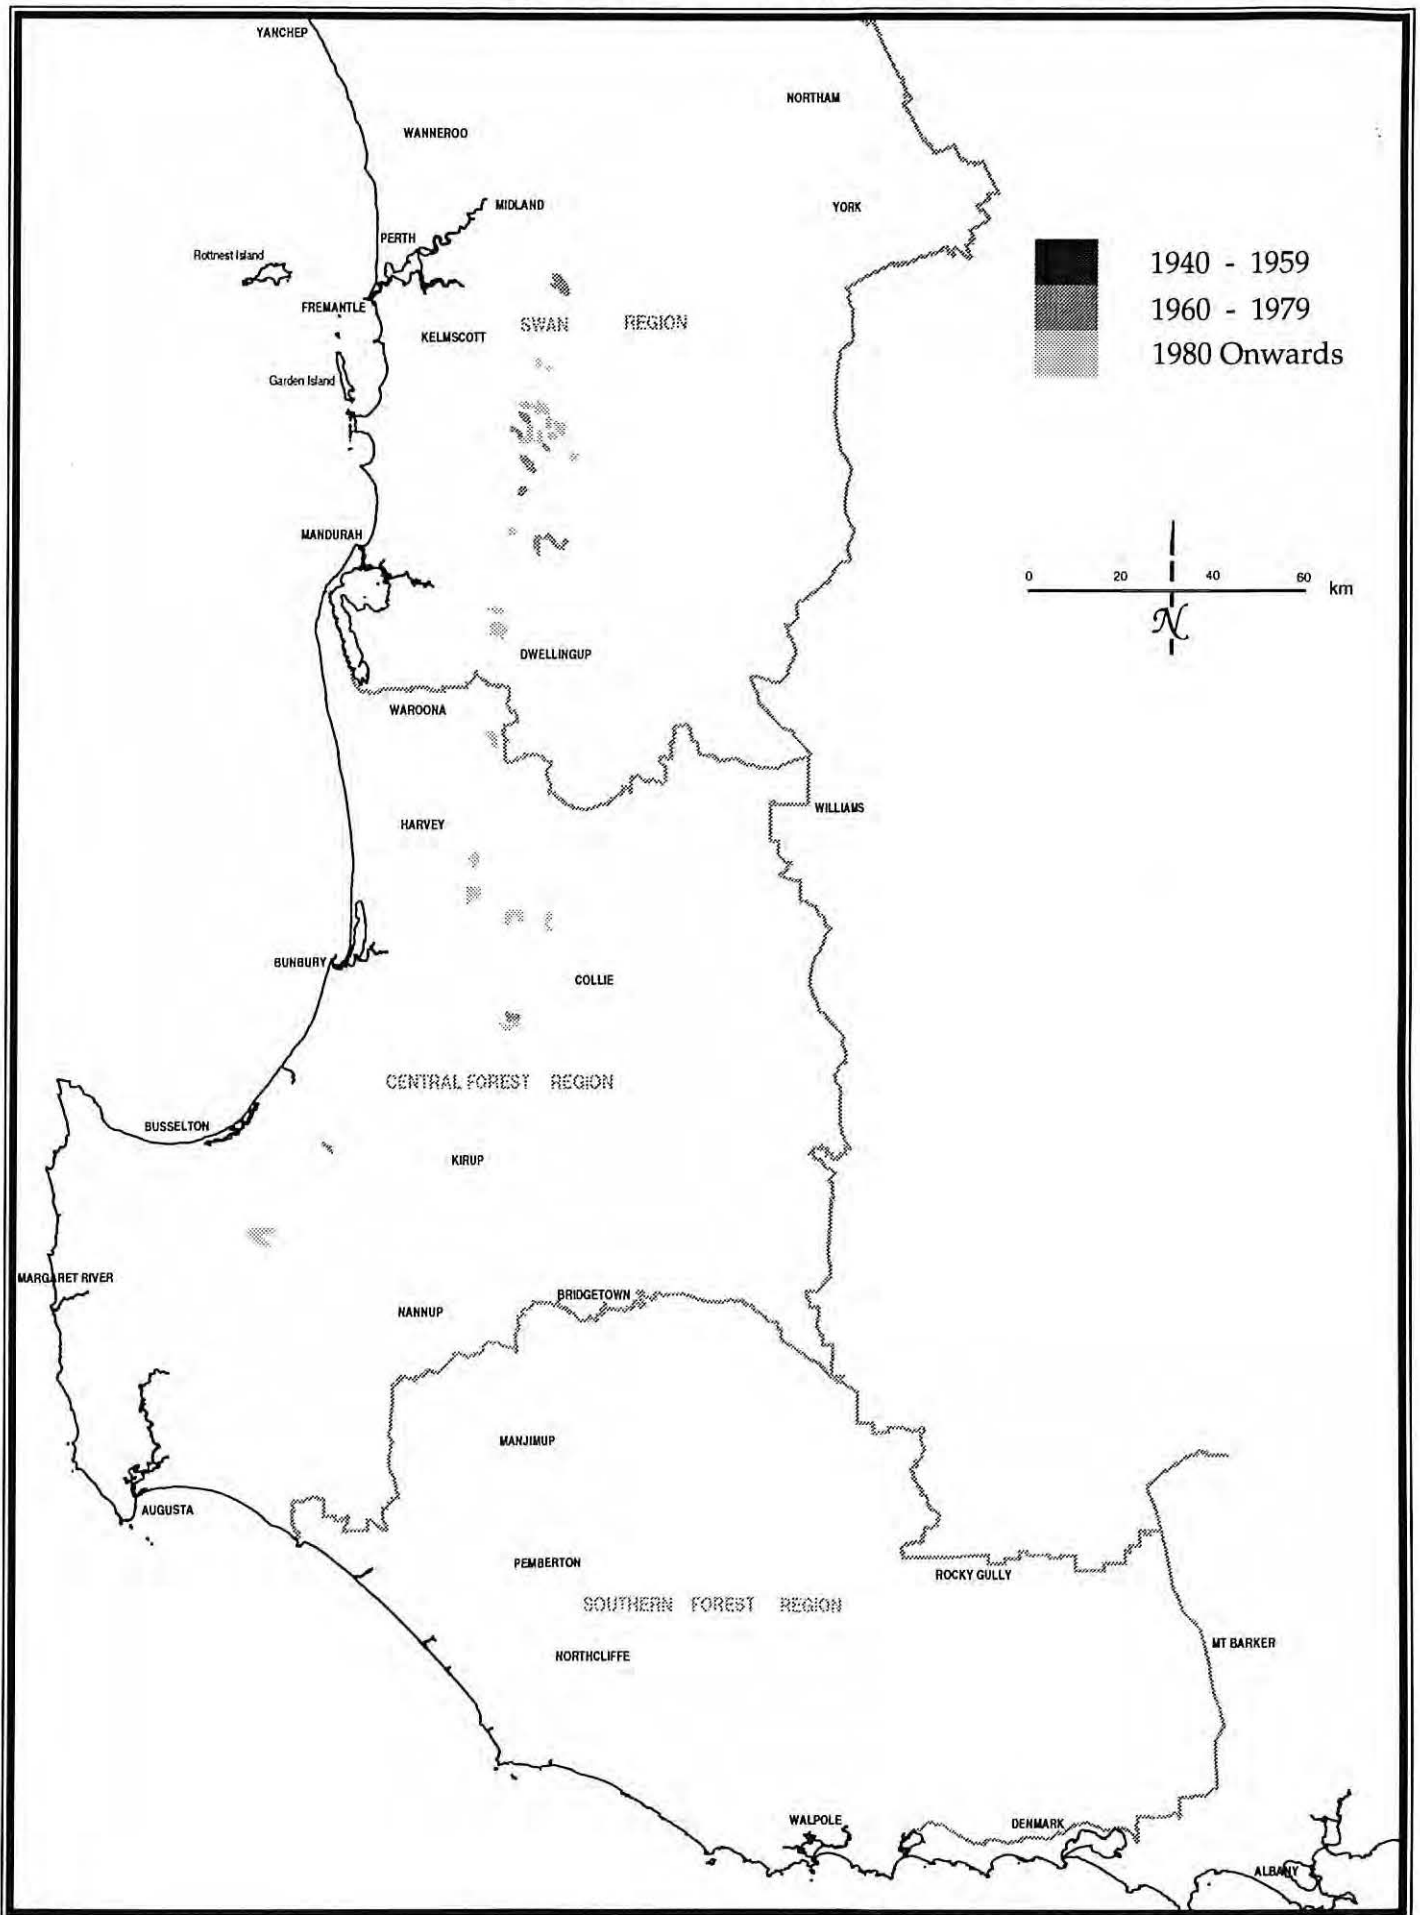 YANCHEP
NORTHAM
WANNEROO
MIDLAND
YORK
PERTH
Rottnest Island
1940 - 1959
FREMANTLE
1960 - 1979
SWAN REGION
KELMSCOTT
1980 Onwards
Garden Island
MANDURAH
0 20 40 60 km
N
DWELLINGUP
WAROONA
WILLIAMS
HARVEY
BUNBURY
COLLIE
CENTRAL FOREST REGION
BUSSELTON
KIRUP
MARGARET RIVER
BRIDGETOWN
NANNUP
MANJIMUP
AUGUSTA
PEMBERTON
ROCKY GULLY
SOUTHERN FOREST REGION
MT BARKER
NORTHCLIFFE
WALPOLE
DENMARK
ALBANY